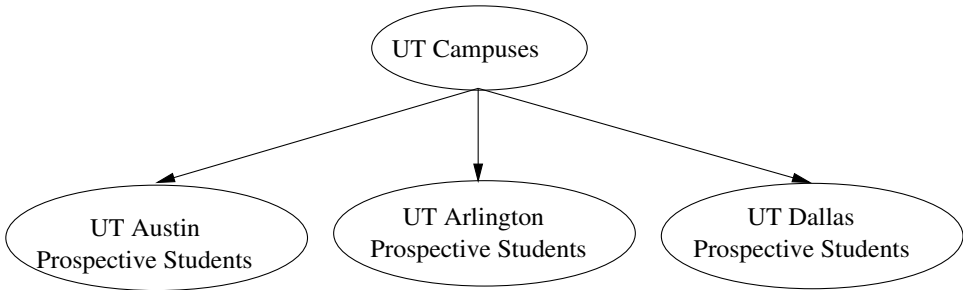 UT Campuses
UT Austin
Prospective Students
UT Arlington
Prospective Students
UT Dallas
Prospective Students